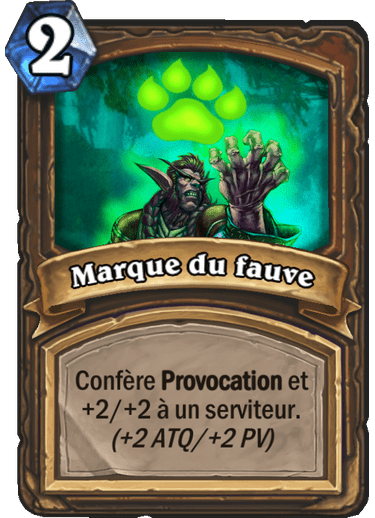 2
Marque du fauve
Confère Provocation et
+2/+2 à un serviteur.
(+2 ATQ/+2 PV)